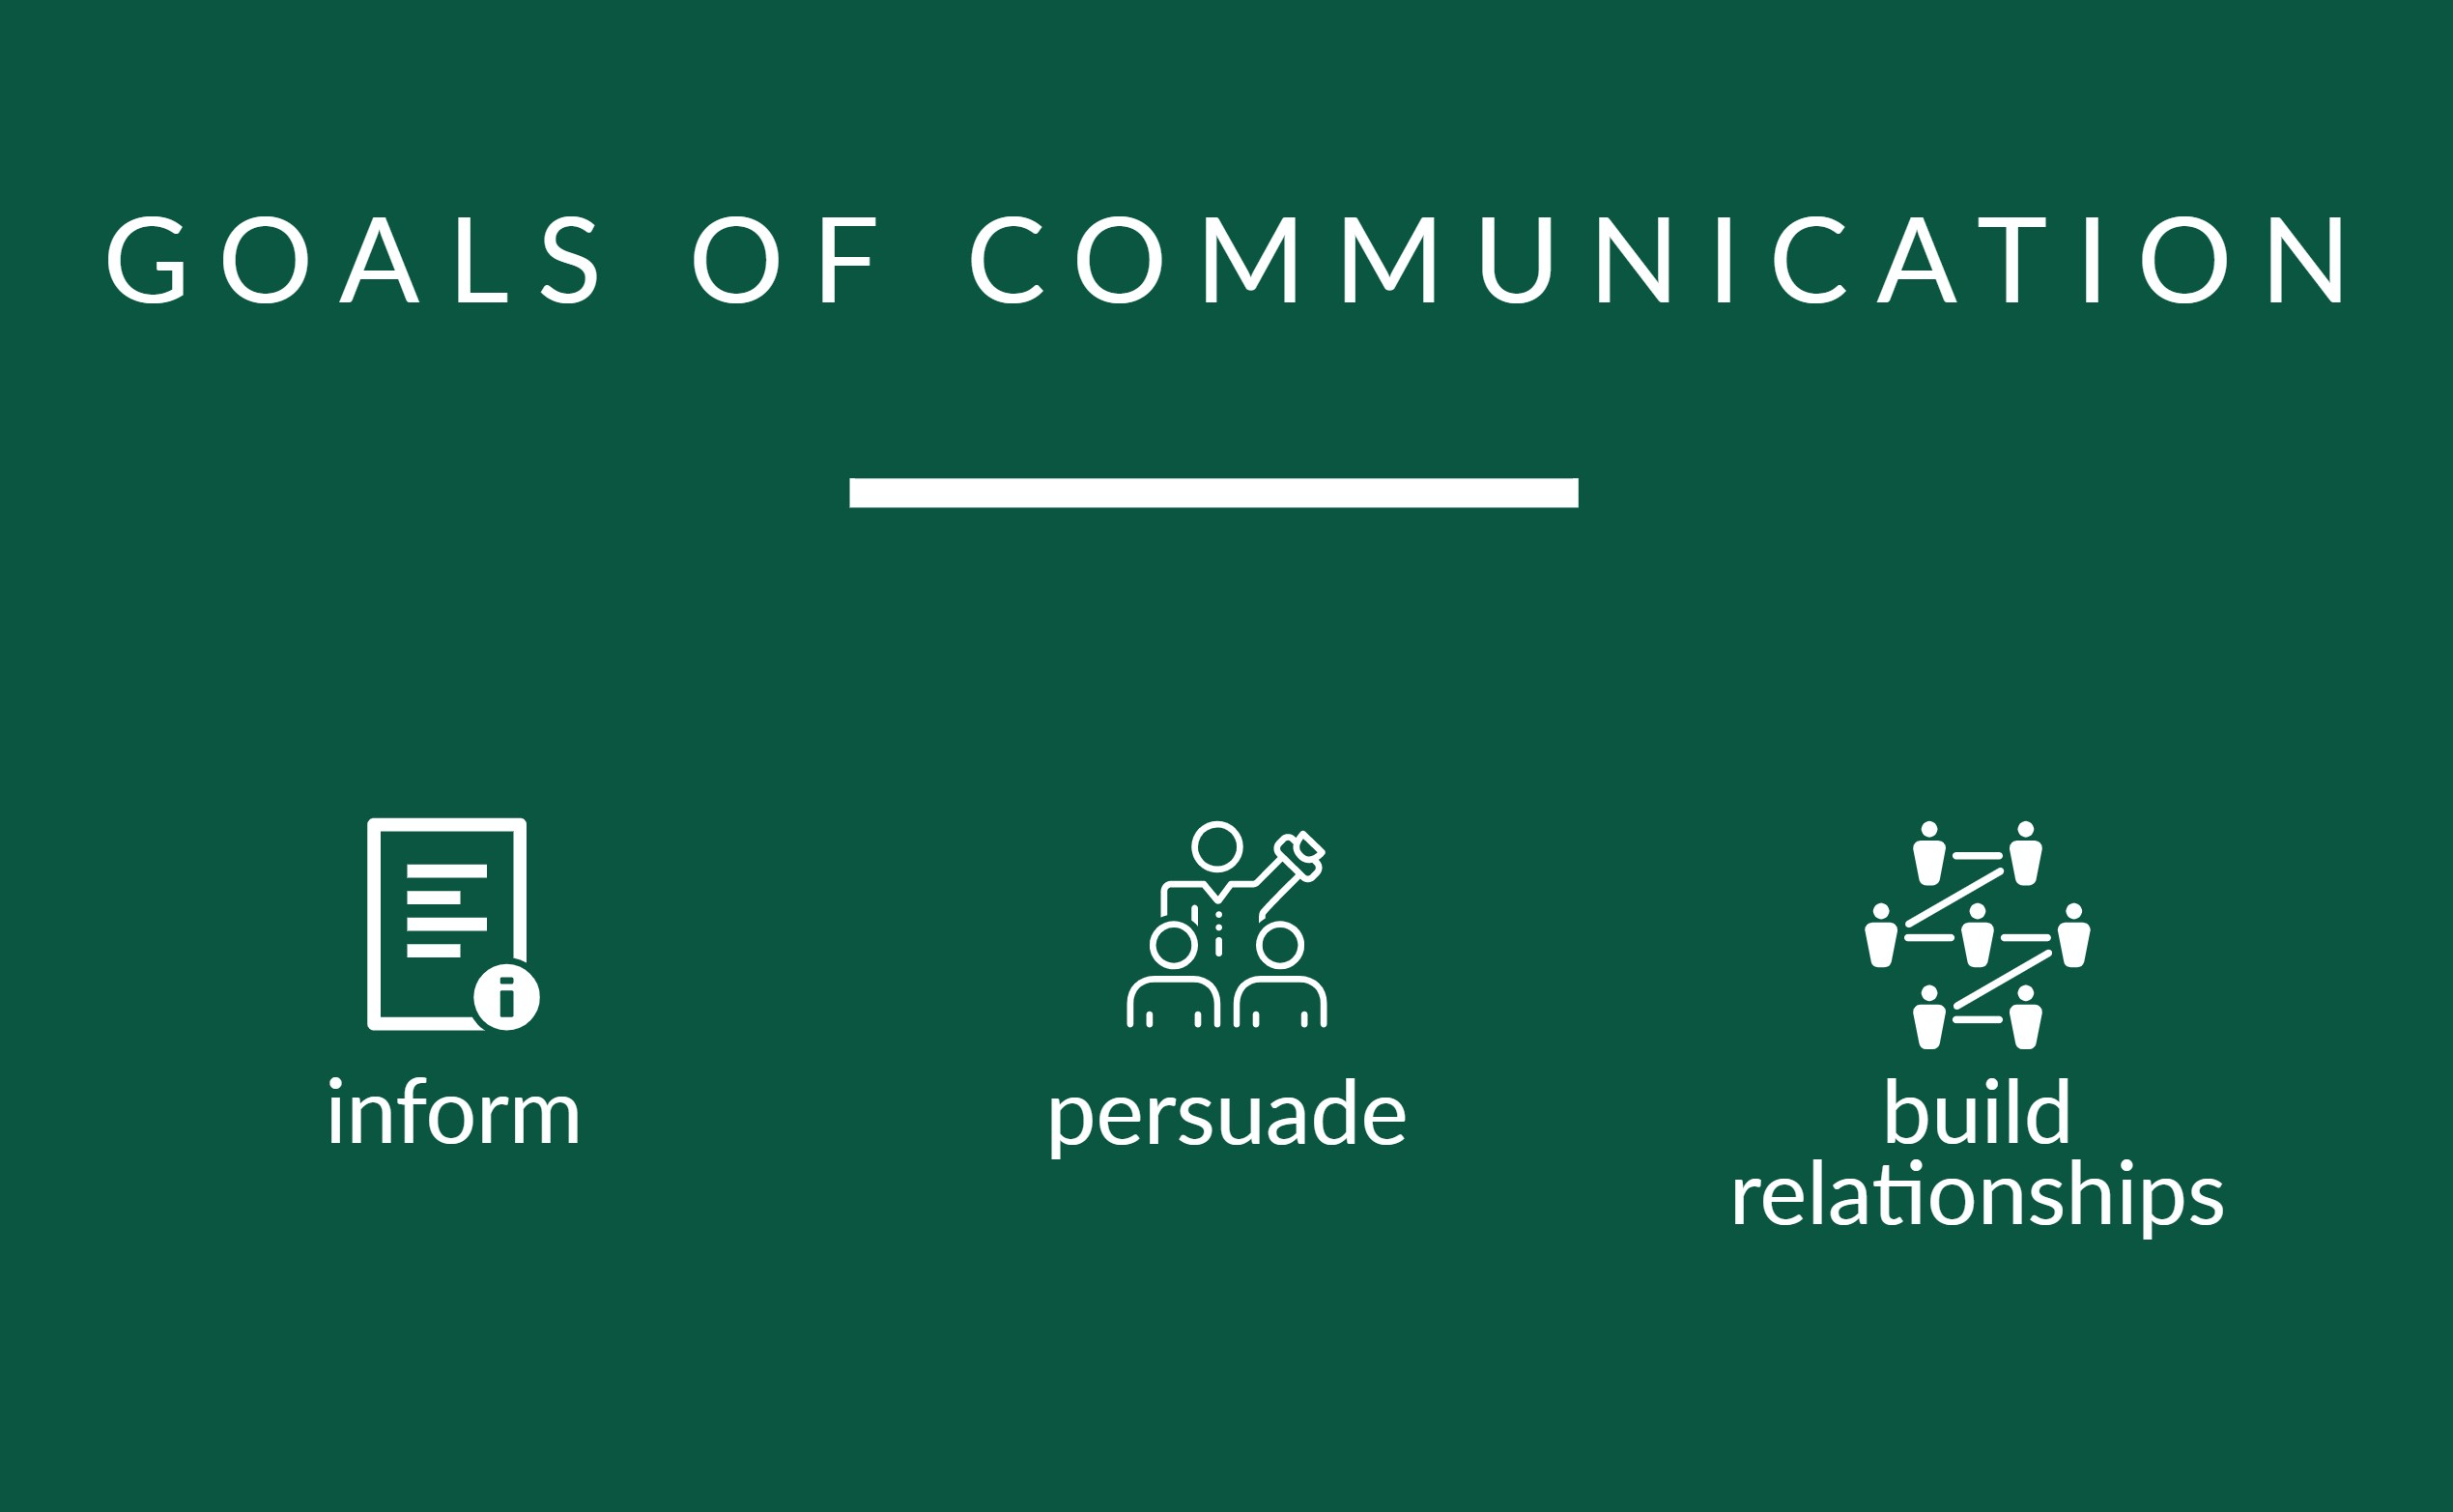 GOALS OF COMMUNICATION
i
inform
persuade
build
relationships